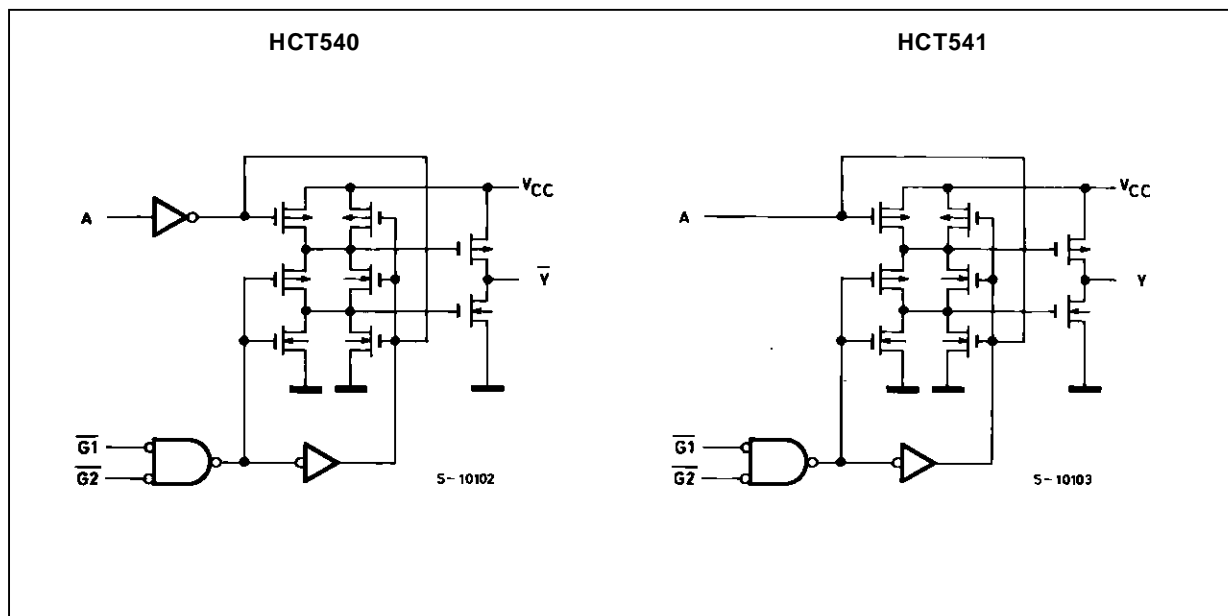 HCT540
HCT541
VCC
A
Y̅
G1̅
G2̅
S-10102
VCC
A
Y
G1̅
G2̅
S-10103